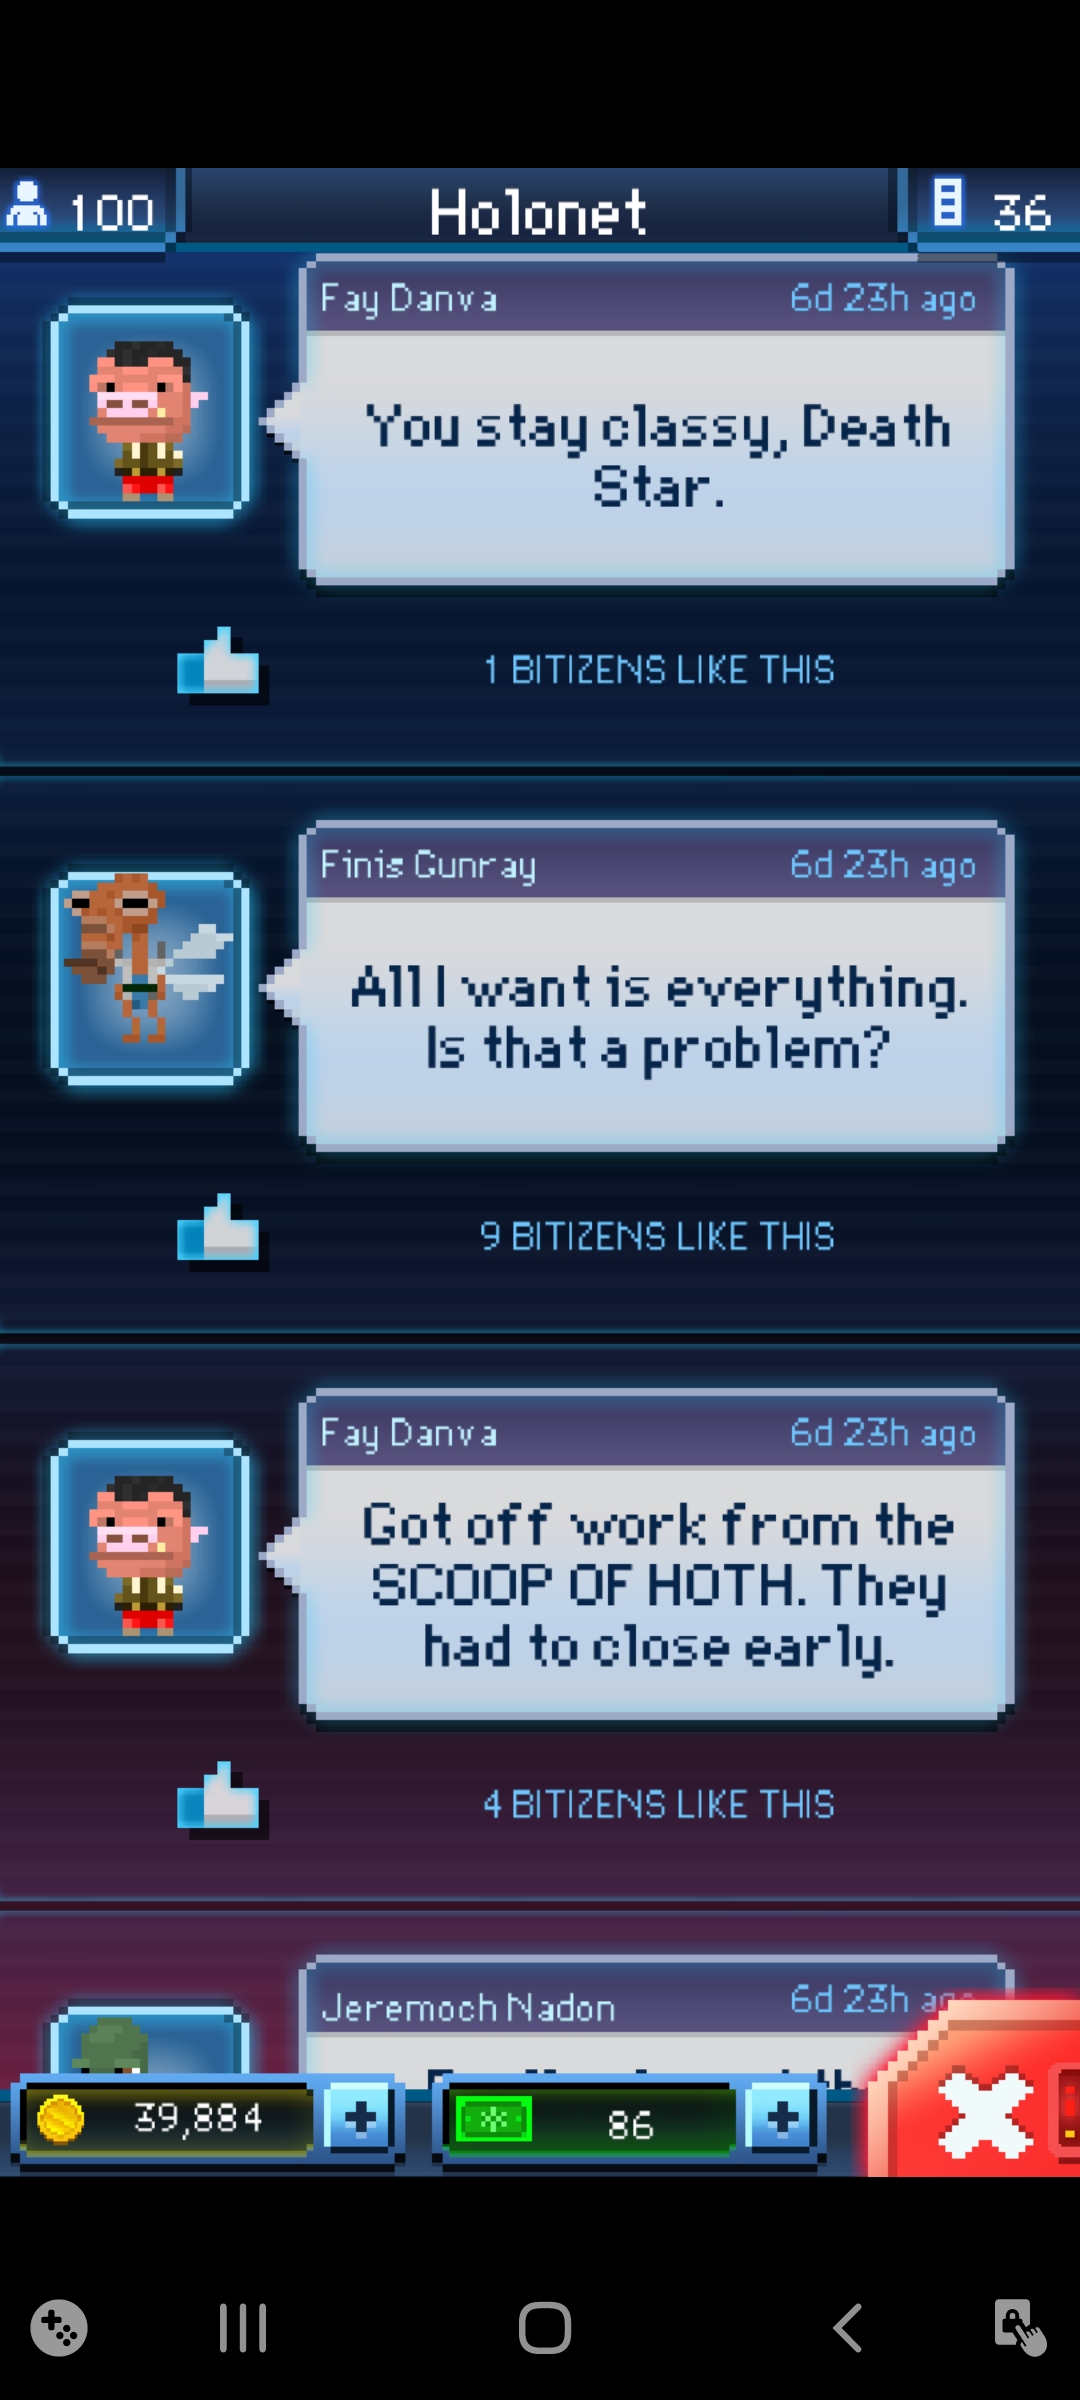 100
Holonet
36
Fay Danva
6d 23h ago
You stay classy, Death
Star.
1 BITIZENS LIKE THIS
Finis Gunray
6d 23h ago
All I want is everything.
Is that a problem?
9 BITIZENS LIKE THIS
Fay Danva
6d 23h ago
Got off work from the
SCOOP OF HOTH. They
had to close early.
4 BITIZENS LIKE THIS
Jeremoch Nadon
6d 23h ago
39,884
86